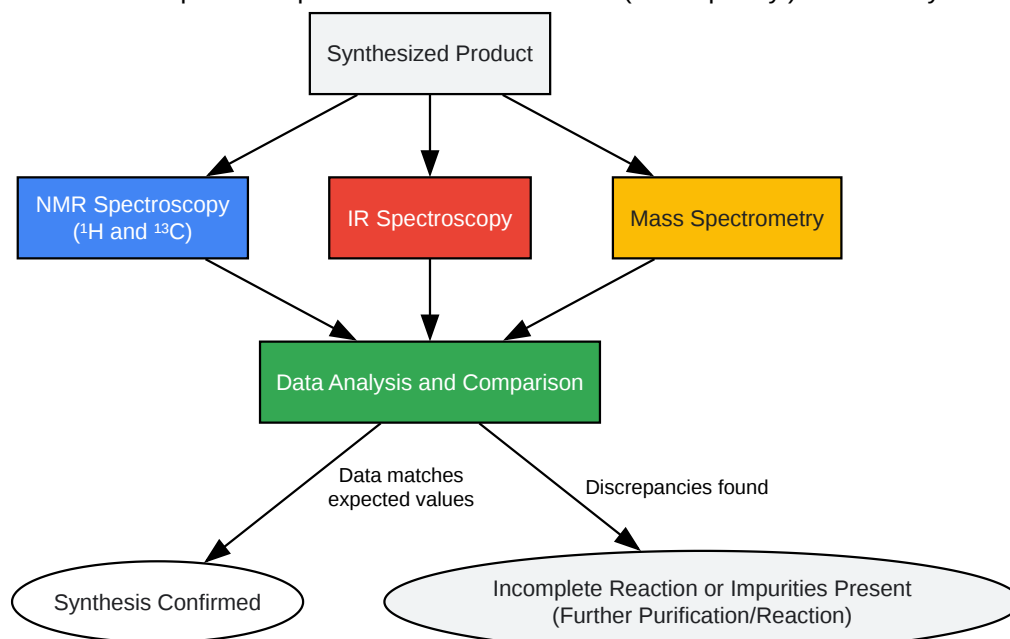 Synthesized Product
NMR Spectroscopy
(¹H and ¹³C)
IR Spectroscopy
Mass Spectrometry
Data Analysis and Comparison
Data matches
expected values
Discrepancies found
Synthesis Confirmed
Incomplete Reaction or Impurities Present
(Further Purification/Reaction)